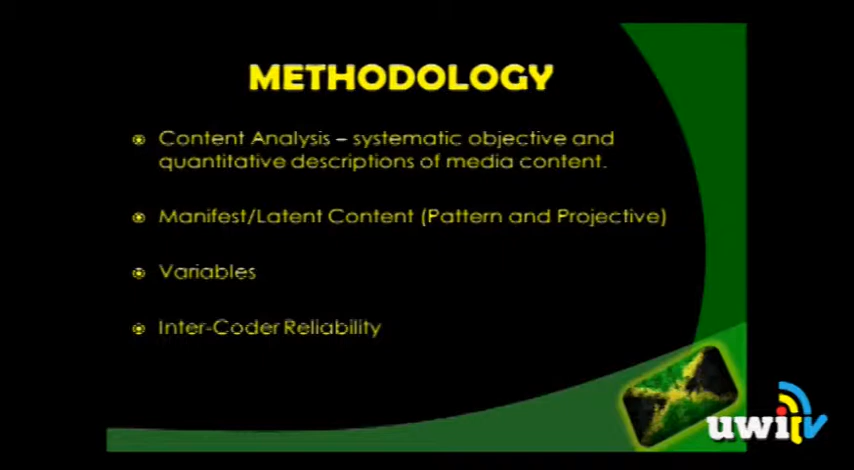 METHODOLOGY
Content Analysis – systematic objective and
quantitative descriptions of media content.
Manifest/Latent Content (Pattern and Projective)
Variables
Inter-Coder Reliability
uwitv